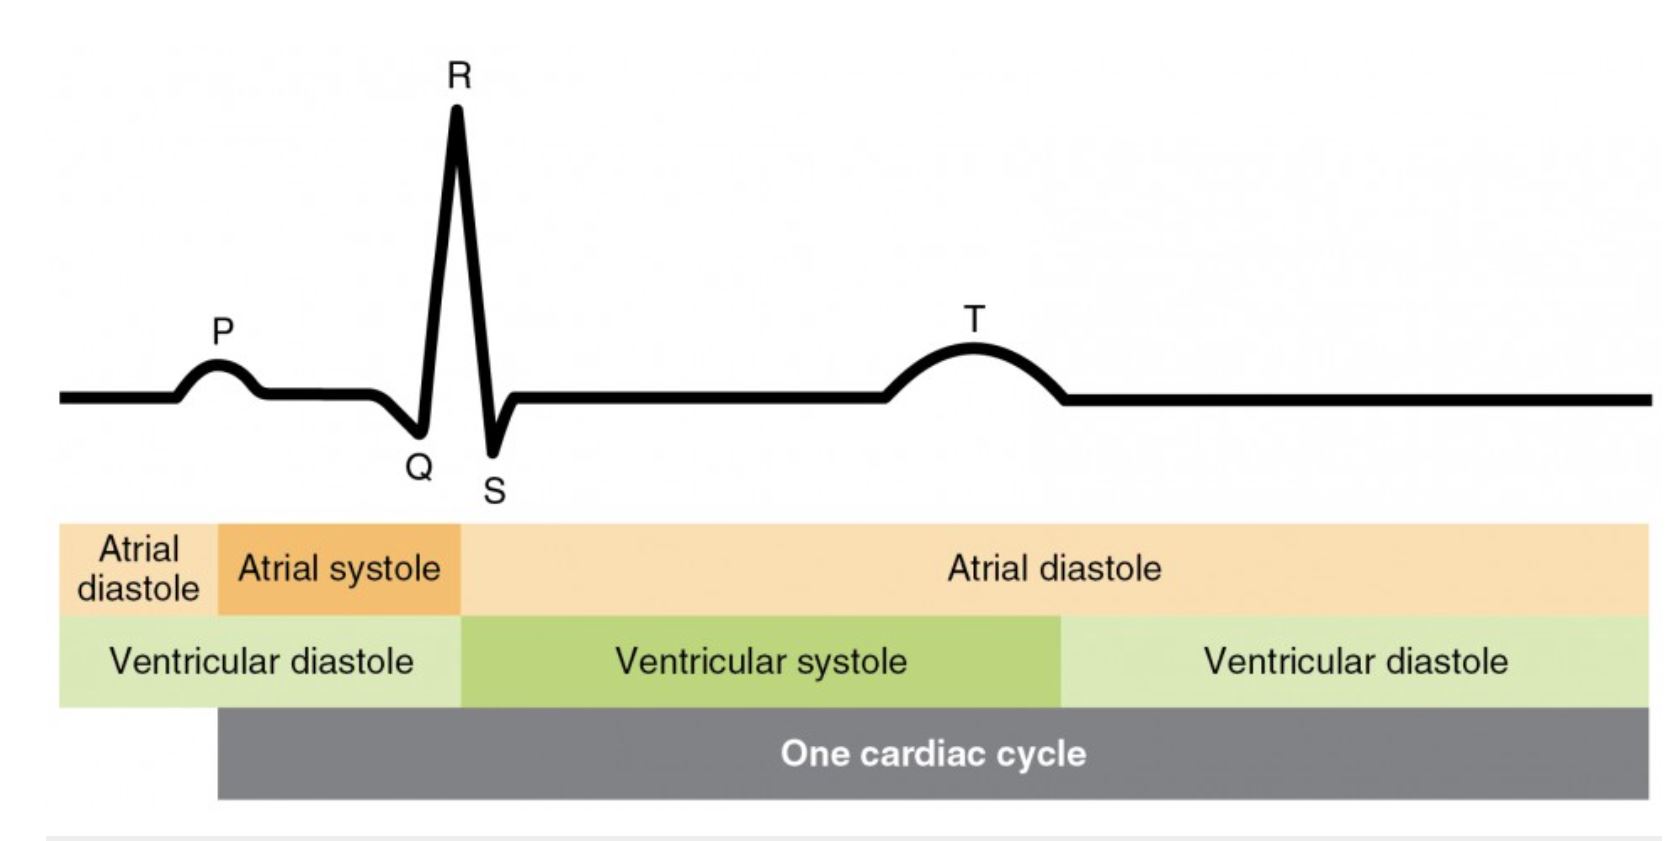 R
P
T
Q
S
Atrial
diastole
Atrial systole
Atrial diastole
Ventricular diastole
Ventricular systole
Ventricular diastole
One cardiac cycle